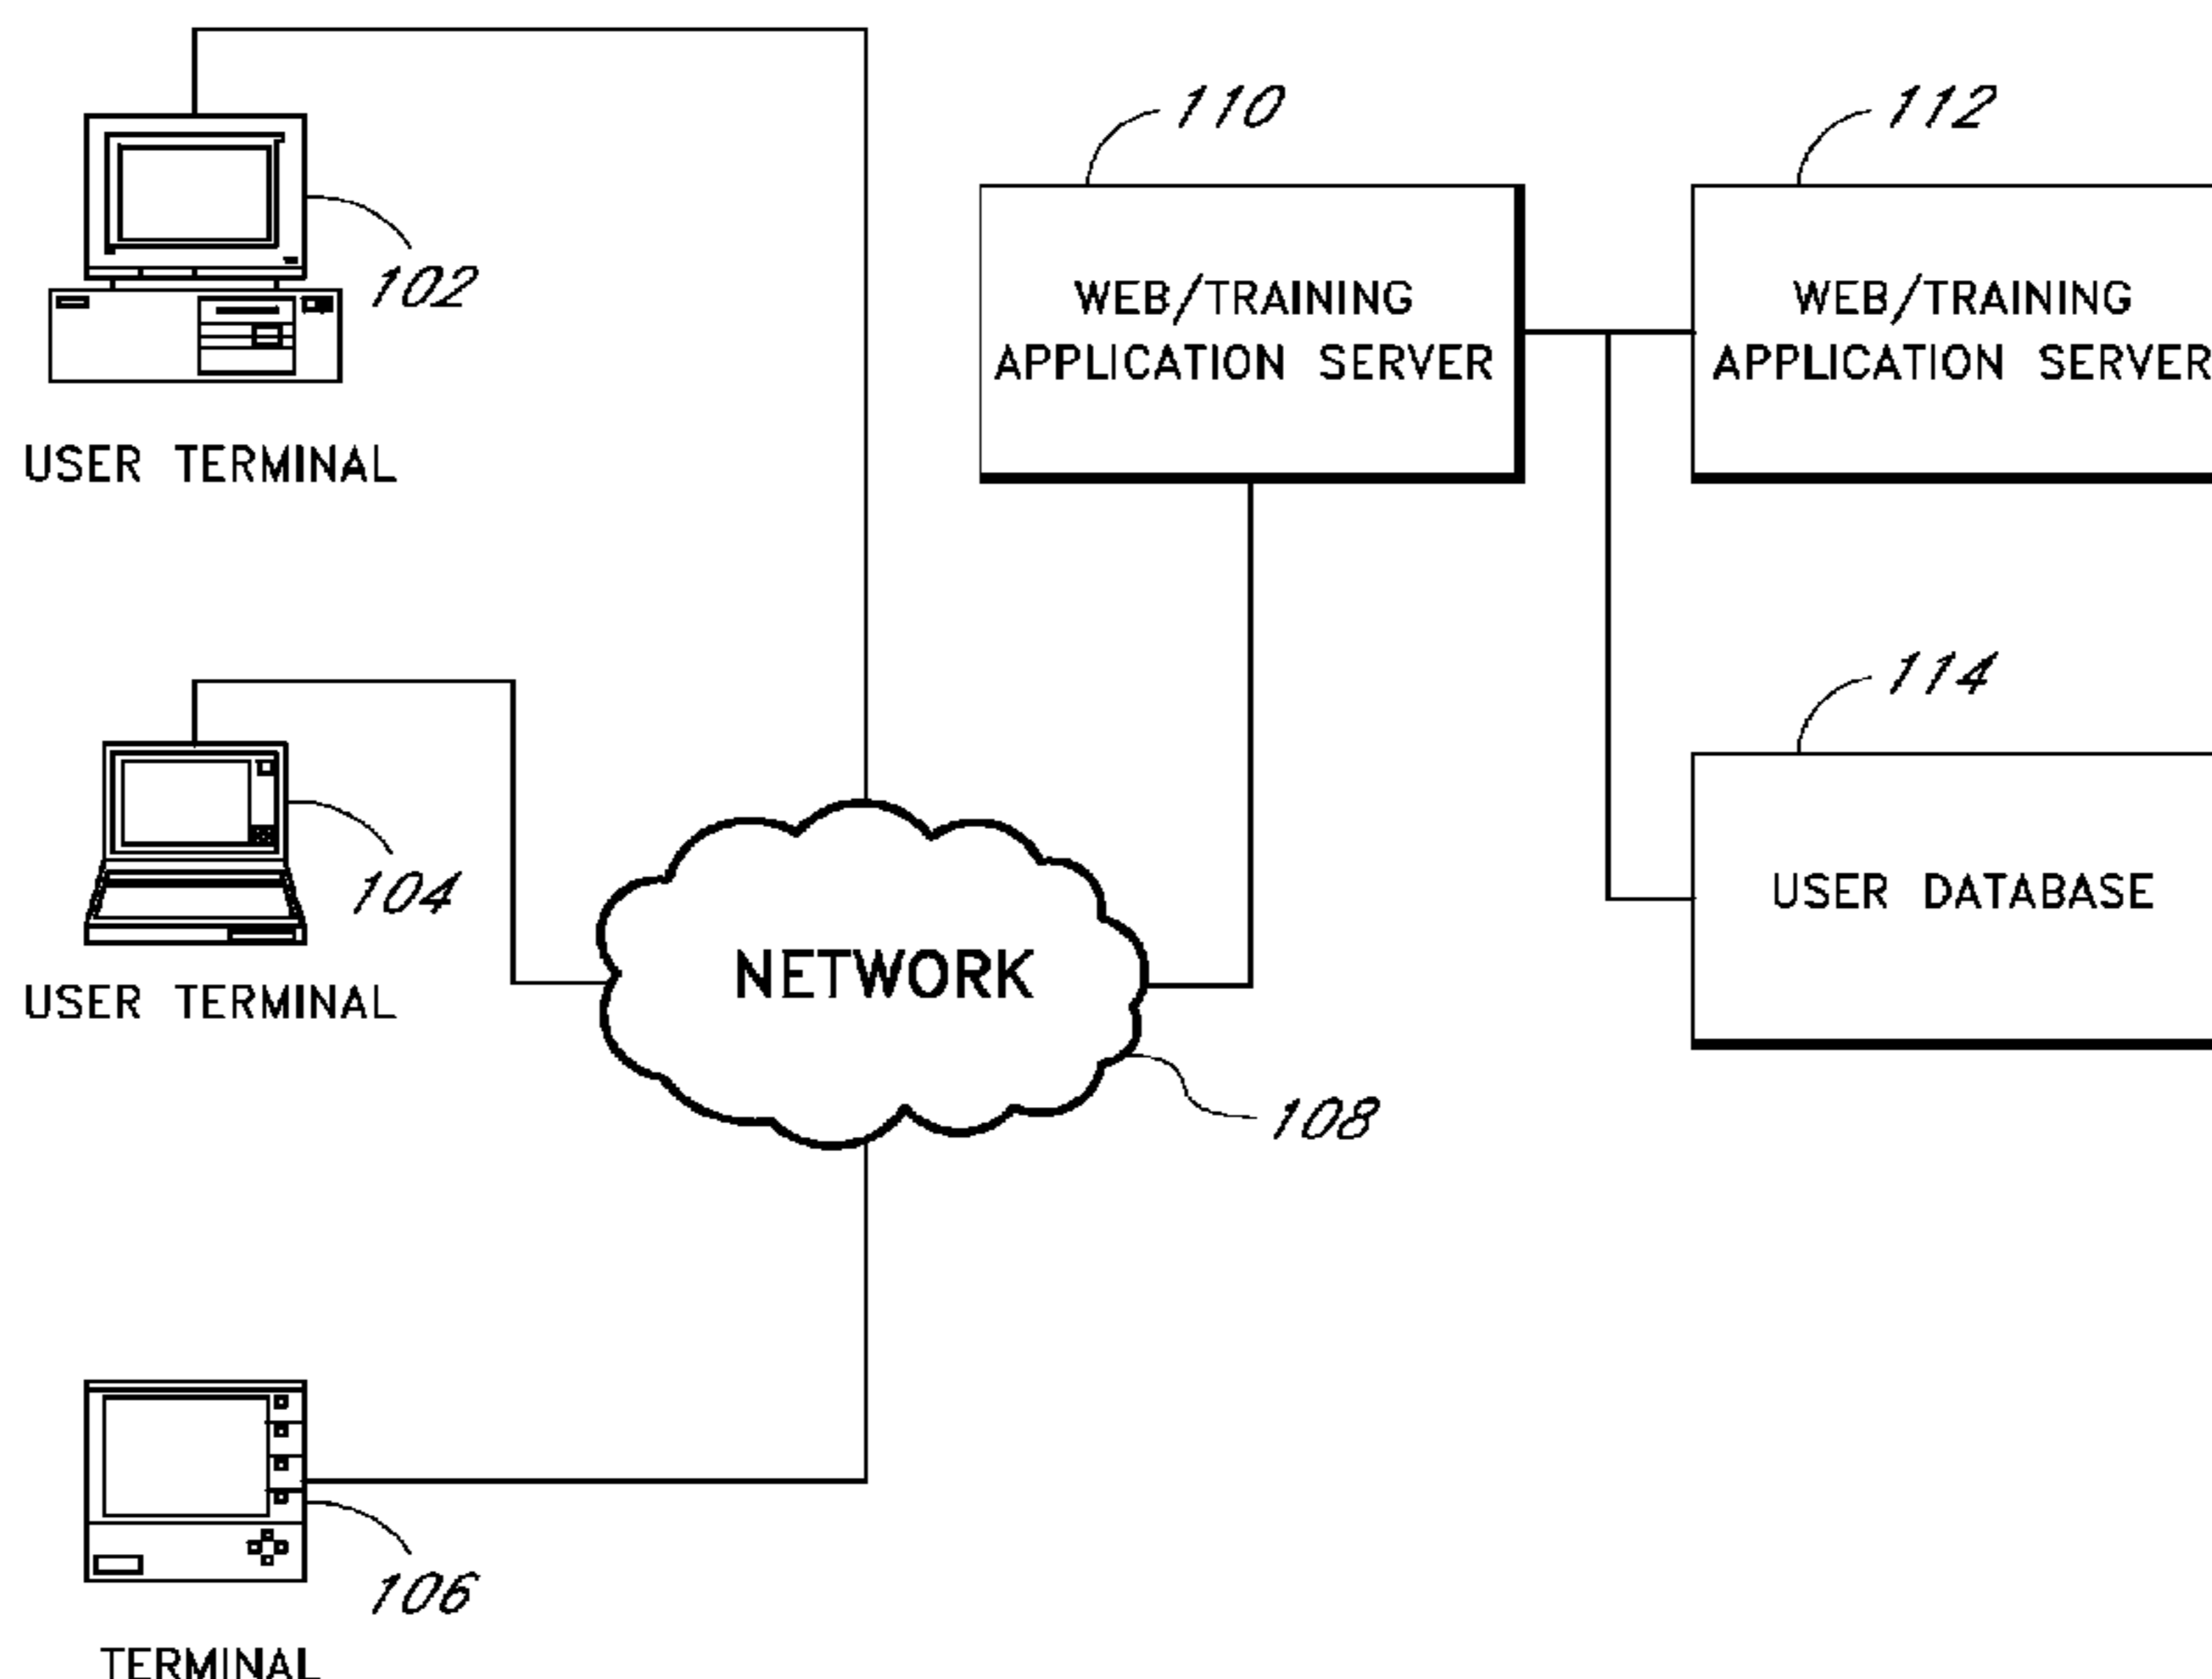 110
112
102
WEB/TRAINING
APPLICATION SERVER
WEB/TRAINING
APPLICATION SERVER
USER TERMINAL
114
104
USER DATABASE
NETWORK
USER TERMINAL
108
106
TERMINAL